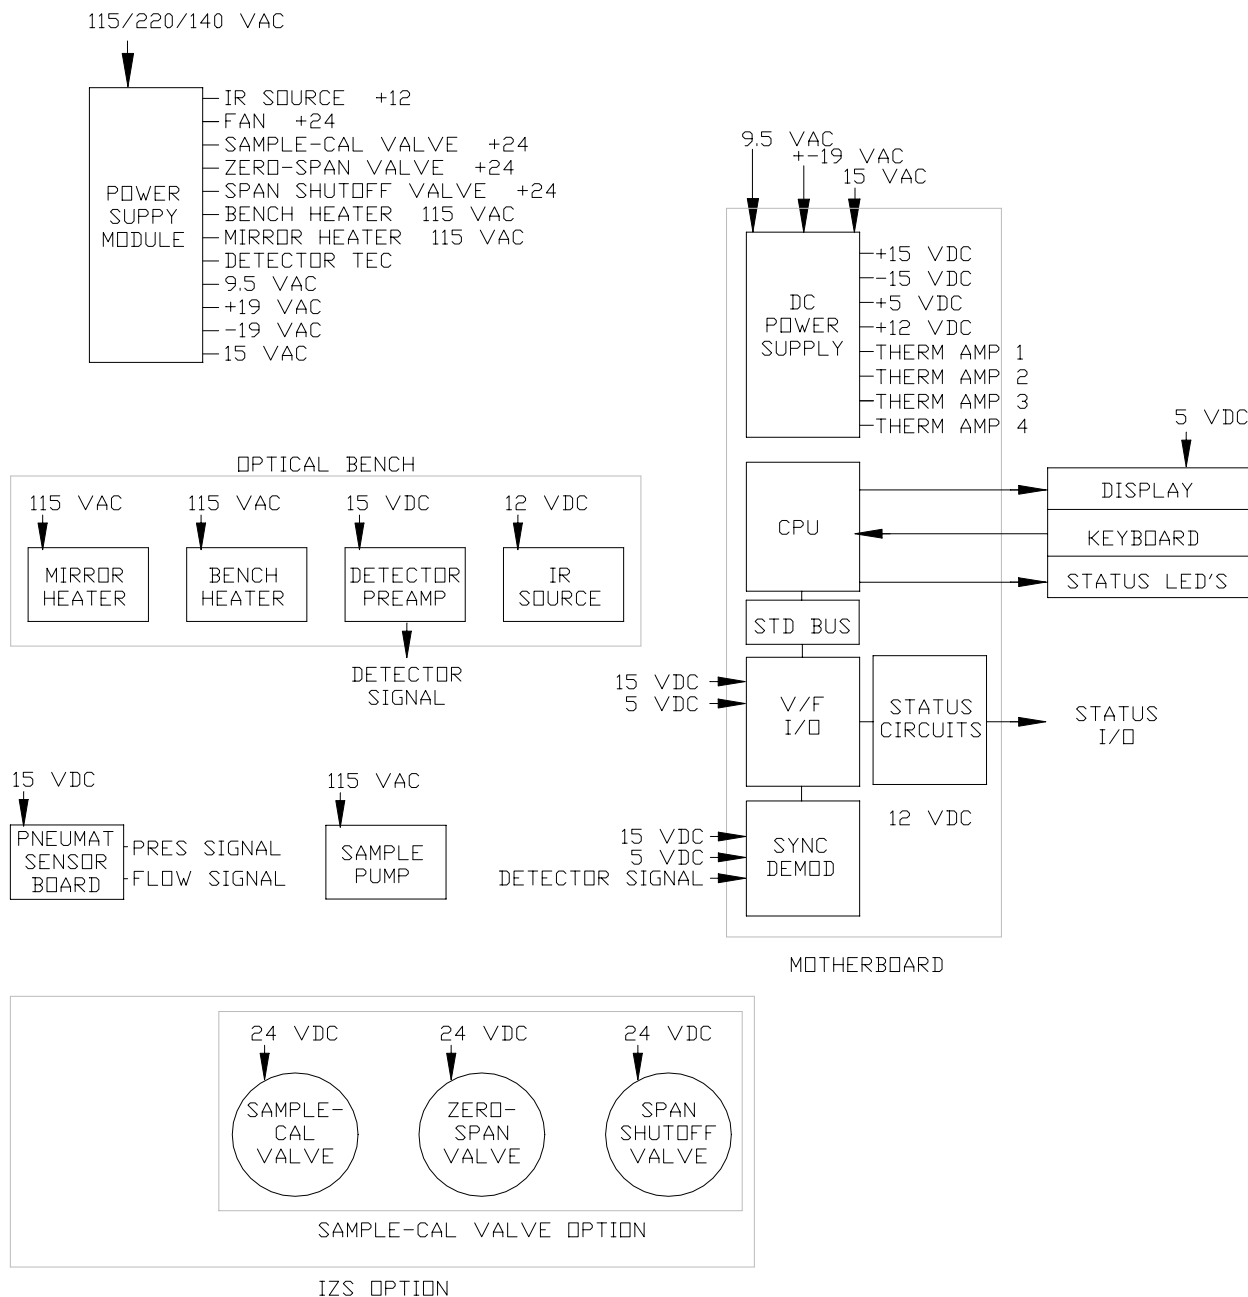 115/220/140 VAC
POWER
SUPPY
MODULE
IR SOURCE +12
FAN +24
SAMPLE-CAL VALVE +24
ZERO-SPAN VALVE +24
SPAN SHUTOFF VALVE +24
BENCH HEATER 115 VAC
MIRROR HEATER 115 VAC
DETECTOR TEC
9.5 VAC
+19 VAC
-19 VAC
15 VAC
9.5 VAC
+-19 VAC
15 VAC
DC
POWER
SUPPLY
+15 VDC
-15 VDC
+5 VDC
+12 VDC
THERM AMP 1
THERM AMP 2
THERM AMP 3
THERM AMP 4
5 VDC
DISPLAY
KEYBOARD
STATUS LED'S
CPU
STD BUS
15 VDC
5 VDC
V/F
I/O
STATUS
CIRCUITS
STATUS
I/O
12 VDC
15 VDC
5 VDC
DETECTOR SIGNAL
SYNC
DEMOD
MOTHERBOARD
OPTICAL BENCH
115 VAC
115 VAC
15 VDC
12 VDC
MIRROR
HEATER
BENCH
HEATER
DETECTOR
PREAMP
IR
SOURCE
DETECTOR
SIGNAL
15 VDC
PNEUMAT
SENSOR
BOARD
PRES SIGNAL
FLOW SIGNAL
115 VAC
SAMPLE
PUMP
24 VDC
24 VDC
24 VDC
SAMPLE-
CAL
VALVE
ZERO-
SPAN
VALVE
SPAN
SHUTOFF
VALVE
SAMPLE-CAL VALVE OPTION
IZS OPTION